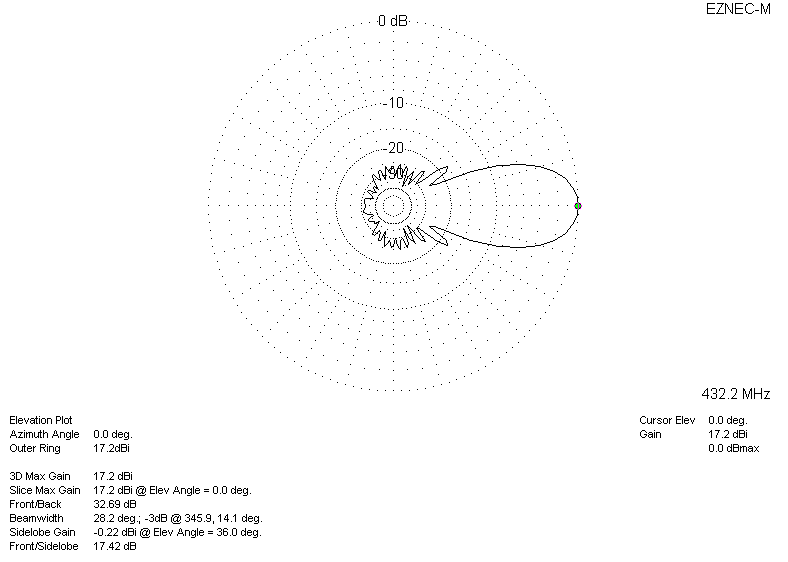 EZNEC-M
0 dB
-10
-20
-30
432.2 MHz
Elevation Plot
Azimuth Angle 0.0 deg.
Outer Ring 17.2dBi
Cursor Elev 0.0 deg.
Gain 17.2 dBi
0.0 dBmax
3D Max Gain 17.2 dBi
Slice Max Gain 17.2 dBi @ Elev Angle = 0.0 deg.
Front/Back 32.69 dB
Beamwidth 28.2 deg.; -3dB @ 345.9, 14.1 deg.
Sidelobe Gain -0.22 dBi @ Elev Angle = 36.0 deg.
Front/Sidelobe 17.42 dB